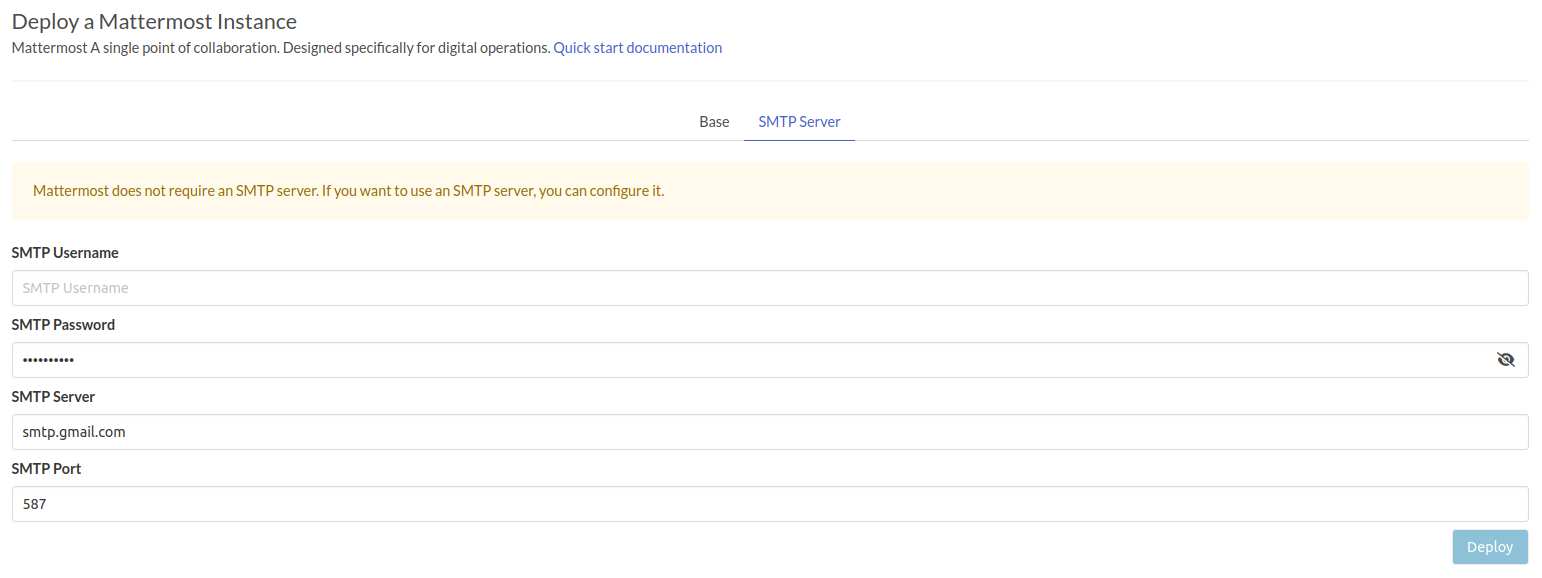 Deploy a Mattermost Instance
Mattermost A single point of collaboration. Designed specifically for digital operations. Quick start documentation
Base SMTP Server
Mattermost does not require an SMTP server. If you want to use an SMTP server, you can configure it.
SMTP Username
SMTP Username
SMTP Password
••••••••••
SMTP Server
smtp.gmail.com
SMTP Port
587
Deploy